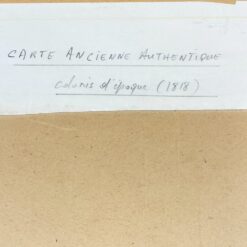 CARTE ANCIENNE AUTHENTIQUE
coloris d'époque (1818)